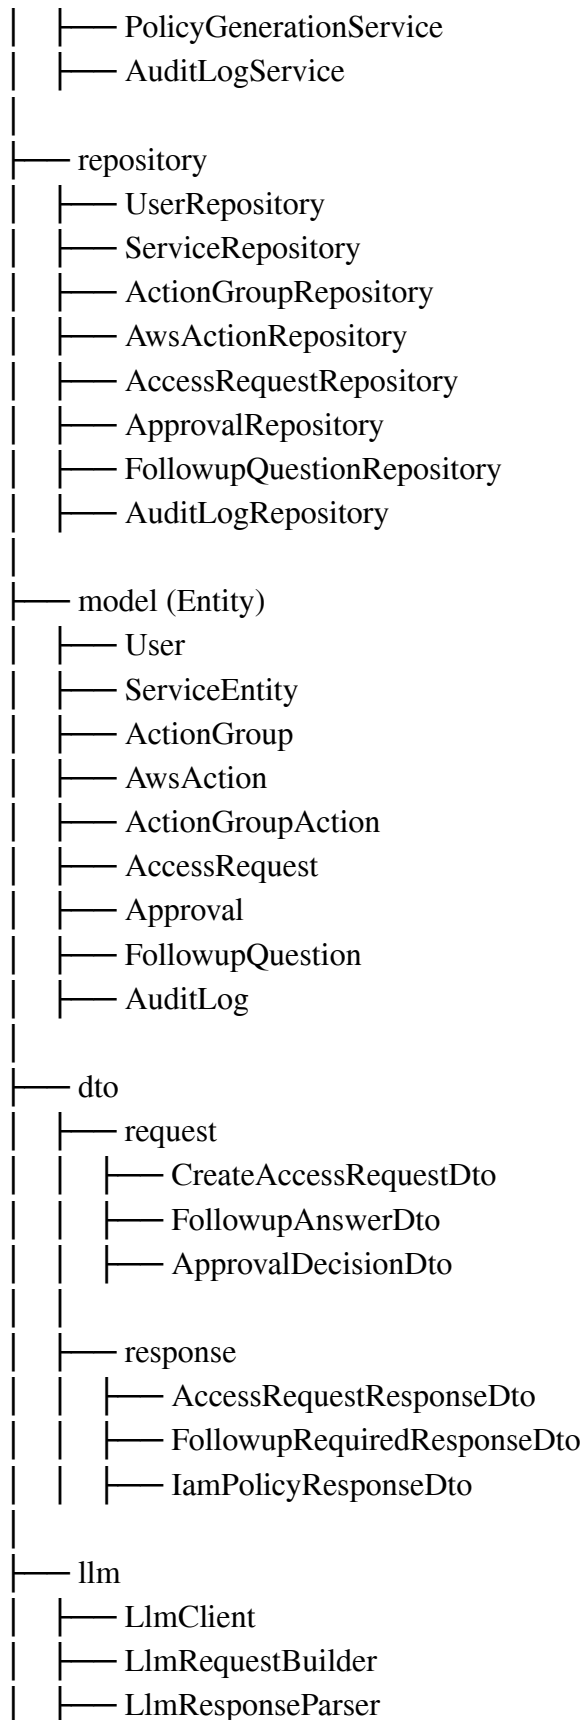 │ ├── PolicyGenerationService
│ ├── AuditLogService
│
├── repository
│ ├── UserRepository
│ ├── ServiceRepository
│ ├── ActionGroupRepository
│ ├── AwsActionRepository
│ ├── AccessRequestRepository
│ ├── ApprovalRepository
│ ├── FollowupQuestionRepository
│ ├── AuditLogRepository
│
├── model (Entity)
│ ├── User
│ ├── ServiceEntity
│ ├── ActionGroup
│ ├── AwsAction
│ ├── ActionGroupAction
│ ├── AccessRequest
│ ├── Approval
│ ├── FollowupQuestion
│ ├── AuditLog
│
├── dto
│ ├── request
│ │ ├── CreateAccessRequestDto
│ │ ├── FollowupAnswerDto
│ │ ├── ApprovalDecisionDto
│ │
│ ├── response
│ │ ├── AccessRequestResponseDto
│ │ ├── FollowupRequiredResponseDto
│ │ ├── IamPolicyResponseDto
│
├── llm
│ ├── LlmClient
│ ├── LlmRequestBuilder
│ ├── LlmResponseParser